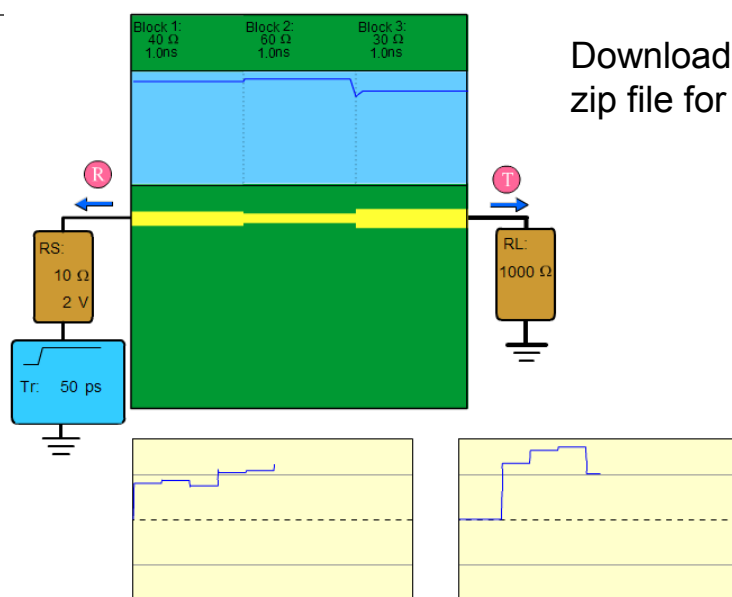 Block 1:
40 Ω
1.0ns
Block 2:
60 Ω
1.0ns
Block 3:
30 Ω
1.0ns
Download
zip file for
R
T
RS:
10 Ω
2 V
RL:
1000 Ω
Tr: 50 ps